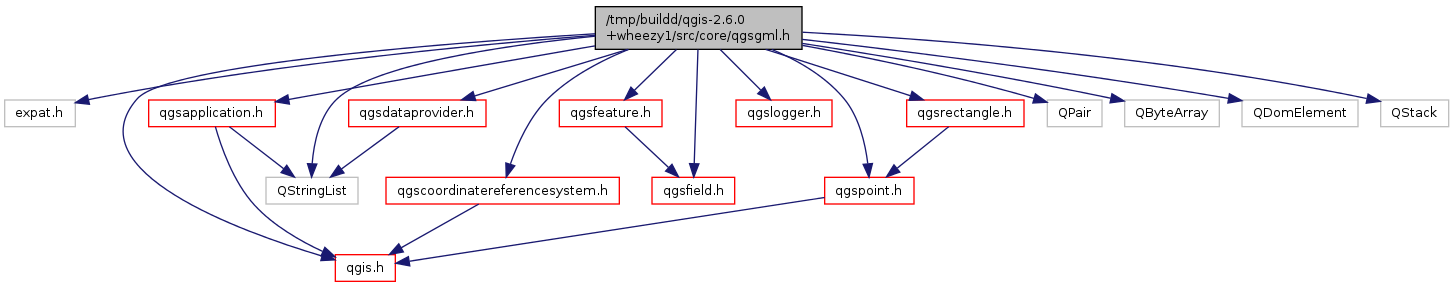 /tmp/buildd/qgis-2.6.0
+wheezy1/src/core/qgsgml.h
expat.h
qgsapplication.h
qgsdataprovider.h
qgsfeature.h
qgslogger.h
qgsrectangle.h
QPair
QByteArray
QDomElement
QStack
QStringList
qgscoordinatereferencesystem.h
qgsfield.h
qgspoint.h
qgis.h